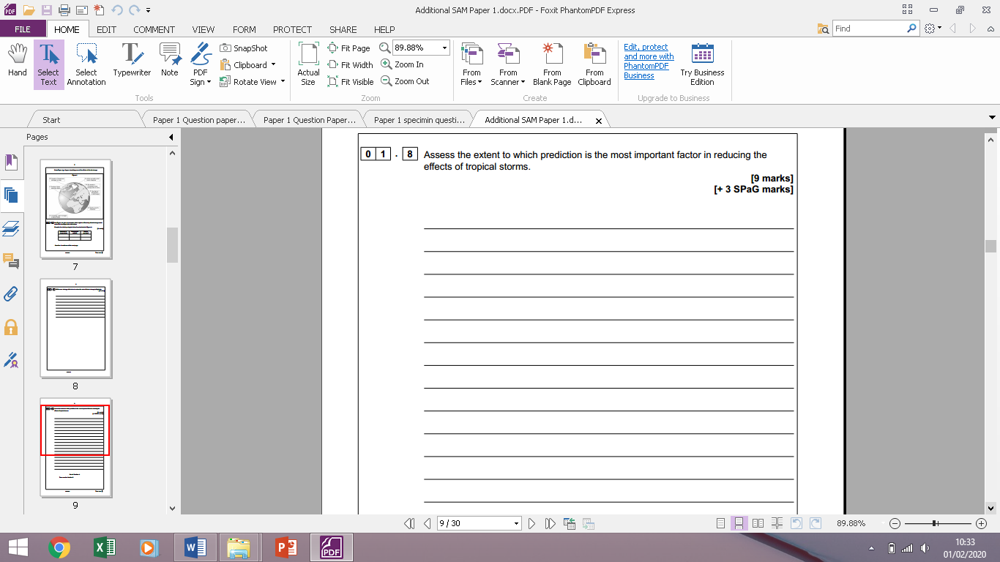 Additional SAM Paper 1.docx.PDF - Foxit PhantomPDF Express
FILE HOME EDIT COMMENT VIEW FORM PROTECT SHARE HELP
Find
Hand
Select Text
Select Annotation
Typewriter
Note
PDF Sign
SnapShot
Clipboard
Rotate View
Tools
Actual Size
Fit Page
Fit Width
Fit Visible
89.88%
Zoom In
Zoom Out
Zoom
From Files
From Scanner
From Blank Page
From Clipboard
Create
Edit, protect
and more with
PhantomPDF
Business
Try Business Edition
Upgrade to Business
Start
Paper 1 Question paper...
Paper 1 Question Paper...
Paper 1 specimin questi...
Additional SAM Paper 1.d...
Pages
7
8
9
0 1 . 8 Assess the extent to which prediction is the most important factor in reducing the
effects of tropical storms.
[9 marks]
[+ 3 SPaG marks]
9 / 30
89.88%
10:33
01/02/2020